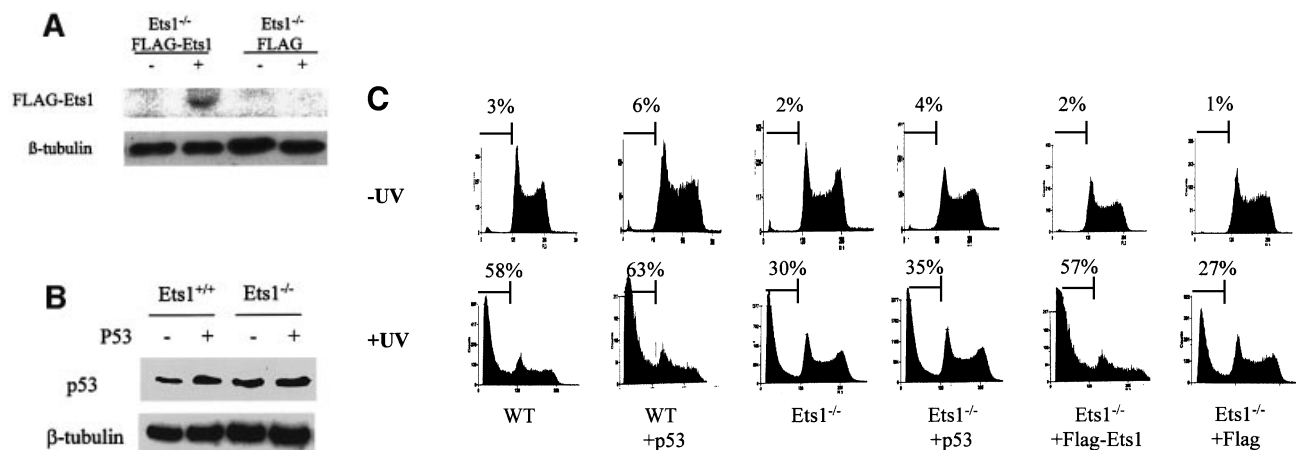 A
Ets1-/-
FLAG-Ets1
Ets1-/-
FLAG
- + - +
FLAG-Ets1
ß-tubulin
B
Ets1+/+ Ets1-/-
P53 - + - +
p53
β-tubulin
C
3% 6% 2% 4% 2% 1%
-UV
58% 63% 30% 35% 57% 27%
+UV
WT
WT
+p53
Ets1-/-
Ets1-/-
+p53
Ets1-/-
+Flag-Ets1
Ets1-/-
+Flag